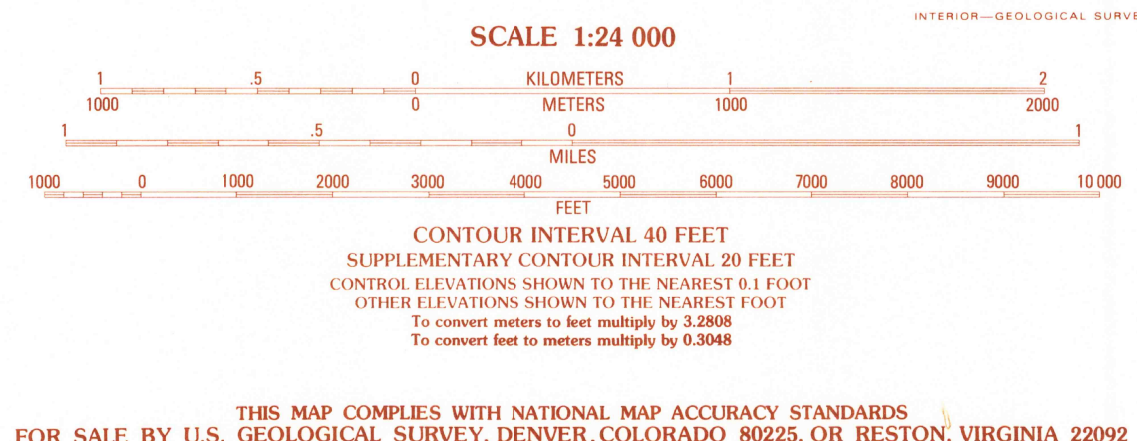 INTERIOR—GEOLOGICAL SURVE
SCALE 1:24 000
1 .5 0 KILOMETERS 1 2
1000 0 METERS 1000 2000
1 .5 0 1
MILES
1000 0 1000 2000 3000 4000 5000 6000 7000 8000 9000 10 000
FEET
CONTOUR INTERVAL 40 FEET
SUPPLEMENTARY CONTOUR INTERVAL 20 FEET
CONTROL ELEVATIONS SHOWN TO THE NEAREST 0.1 FOOT
OTHER ELEVATIONS SHOWN TO THE NEAREST FOOT
To convert meters to feet multiply by 3.2808
To convert feet to meters multiply by 0.3048
THIS MAP COMPLIES WITH NATIONAL MAP ACCURACY STANDARDS
FOR SALE BY U.S. GEOLOGICAL SURVEY, DENVER, COLORADO 80225, OR RESTON, VIRGINIA 22092